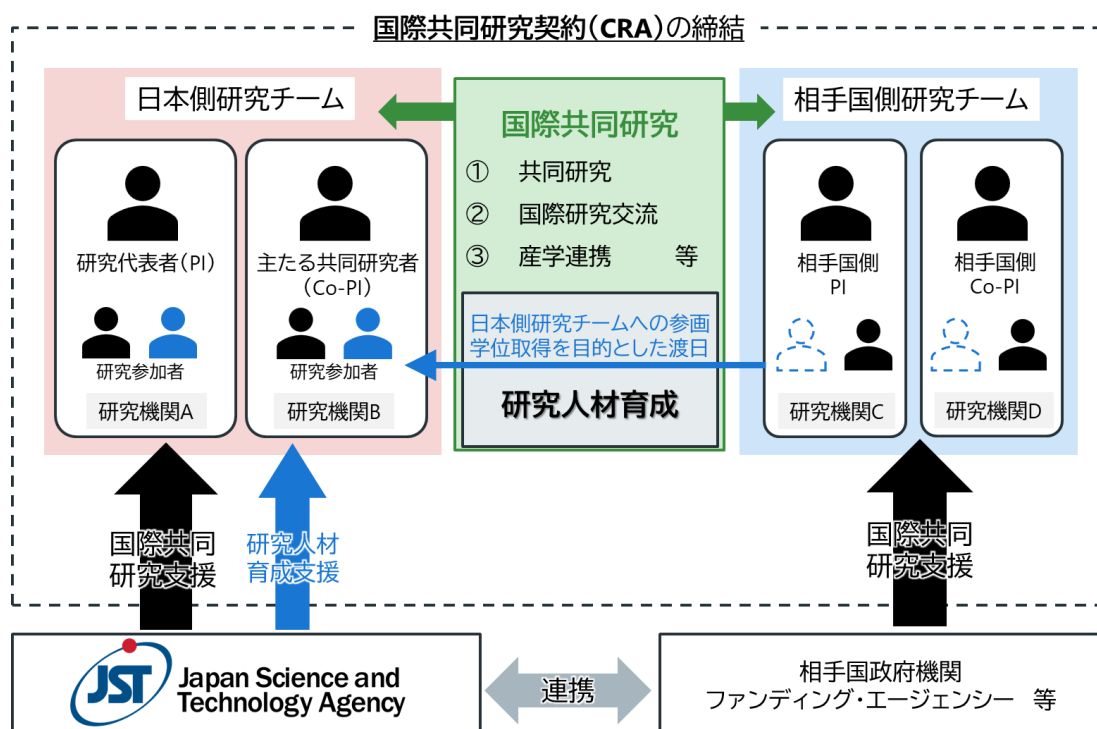 国際共同研究契約（CRA）の締結
日本側研究チーム
研究代表者（PI）
研究参加者
研究機関A
主たる共同研究者
（Co-PI）
研究参加者
研究機関B
国際共同研究
① 共同研究
② 国際研究交流
③ 産学連携 等
日本側研究チームへの参画
学位取得を目的とした渡日
研究人材育成
相手国側研究チーム
相手国側
PI
研究機関C
相手国側
Co-PI
研究機関D
国際共同
研究支援
研究人材
育成支援
国際共同
研究支援
JST
Japan Science and
Technology Agency
連携
相手国政府機関
ファンディング・エージェンシー 等